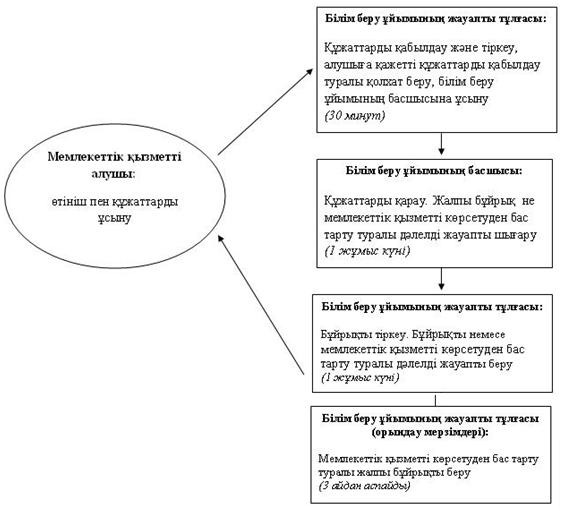 Білім беру ұйымының жауапты тұлғасы:
Құжаттарды қабылдау және тіркеу,
алушыға қажетті құжаттарды қабылдау
туралы қолхат беру, білім беру
ұйымының басшысына ұсыну
(30 минут)
Мемлекеттік қызметті
алушы:
өтініш пен құжаттарды
ұсыну
Білім беру ұйымының басшысы:
Құжаттарды қарау. Жалпы бұйрық не
мемлекеттік қызметті көрсетуден бас
тарту туралы дәлелді жауапты шығару
(1 жұмыс күні)
Білім беру ұйымының жауапты тұлғасы:
Бұйрықты тіркеу. Бұйрықты немесе
мемлекеттік қызметті көрсетуден бас
тарту туралы дәлелді жауапты беру
(1 жұмыс күні)
Білім беру ұйымының жауапты тұлғасы
(орындау мерзімдері):
Мемлекеттік қызметті көрсетуден бас тарту
туралы жалпы бұйрықты беру
(3 айдан аспайды)